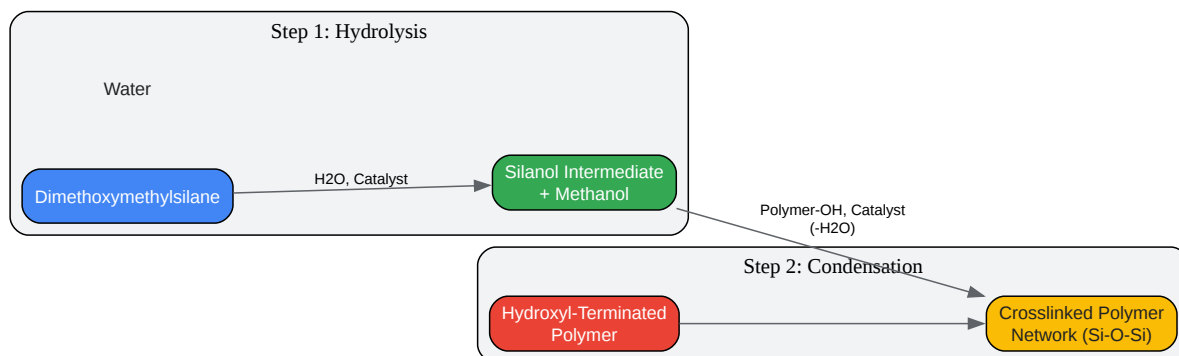 Step 1: Hydrolysis
Water
Dimethoxymethylsilane
H2O, Catalyst
Silanol Intermediate
+ Methanol
Polymer-OH, Catalyst
(-H2O)
Step 2: Condensation
Hydroxyl-Terminated
Polymer
Crosslinked Polymer
Network (Si-O-Si)